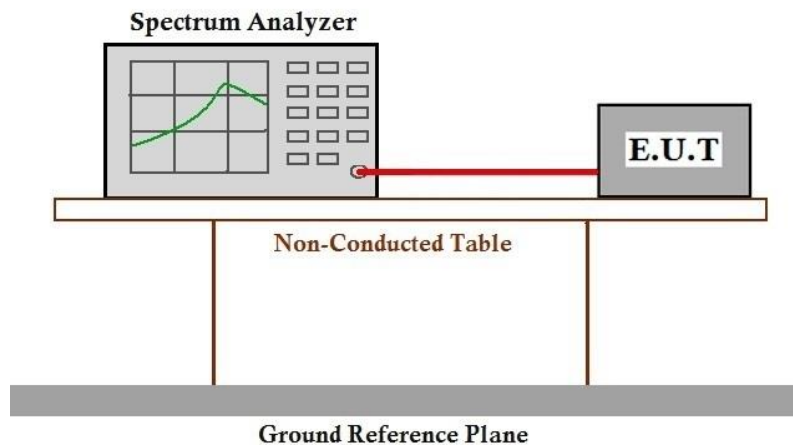 Spectrum Analyzer
E.U.T
Non-Conducted Table
Ground Reference Plane